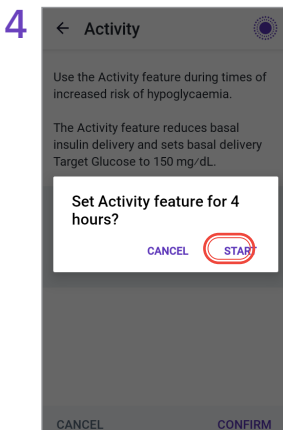 4
Activity
Use the Activity feature during times of
increased risk of hypoglycaemia.
The Activity feature reduces basal
insulin delivery and sets basal delivery
Target Glucose to 150 mg/dL.
Set Activity feature for 4
hours?
CANCEL START
CANCEL CONFIRM